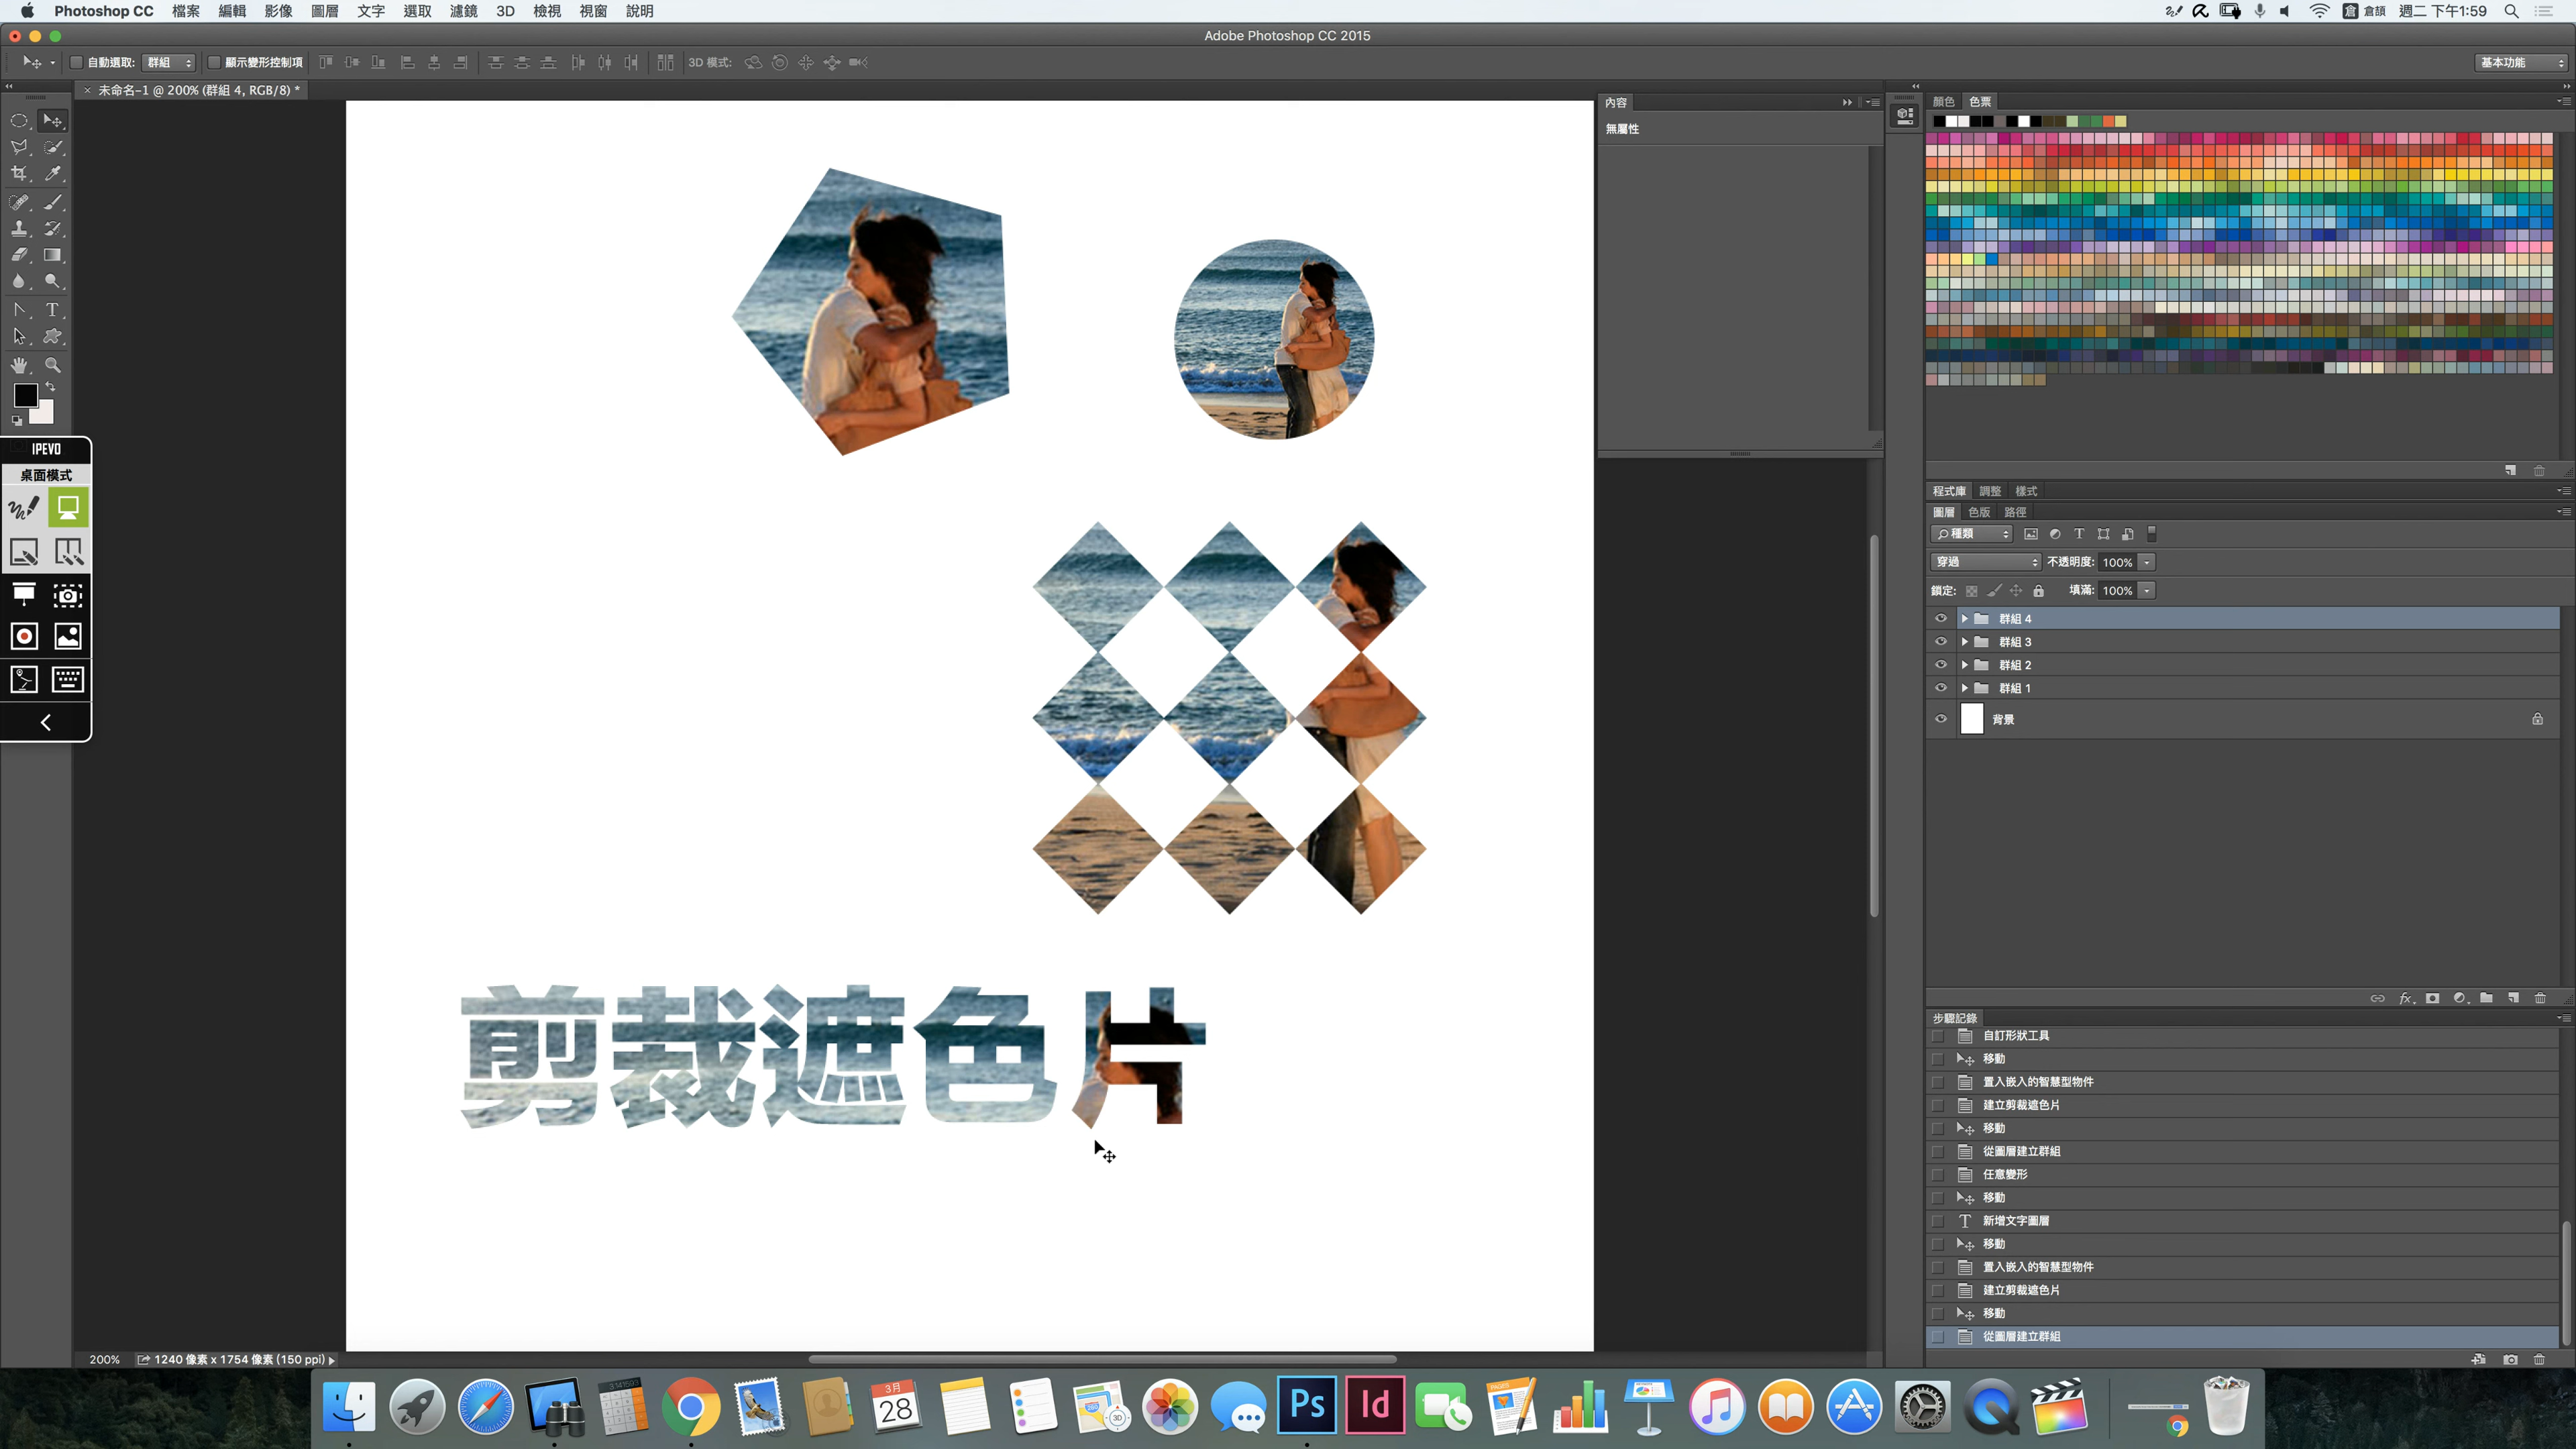 Photoshop CC 檔案 編輯 影像 圖層 文字 選取 濾鏡 3D 檢視 視窗 說明
倉 倉頡 週二 下午1:59
Adobe Photoshop CC 2015
自動選取: 群組 顯示變形控制項 3D 模式: 基本功能
× 未命名-1 @ 200% (群組 4, RGB/8) *
內容
無屬性
顏色 色票
IPEVO
桌面模式
程式庫 調整 樣式
圖層 色版 路徑
種類
穿過 不透明度: 100%
鎖定: 填滿: 100%
群組 4
群組 3
群組 2
群組 1
背景
剪裁遮色片
步驟記錄
自訂形狀工具
移動
置入嵌入的智慧型物件
建立剪裁遮色片
移動
從圖層建立群組
任意變形
移動
新增文字圖層
移動
置入嵌入的智慧型物件
建立剪裁遮色片
移動
從圖層建立群組
200% 1240 像素 x 1754 像素 (150 ppi)
3月
28
3D
Ps
Id